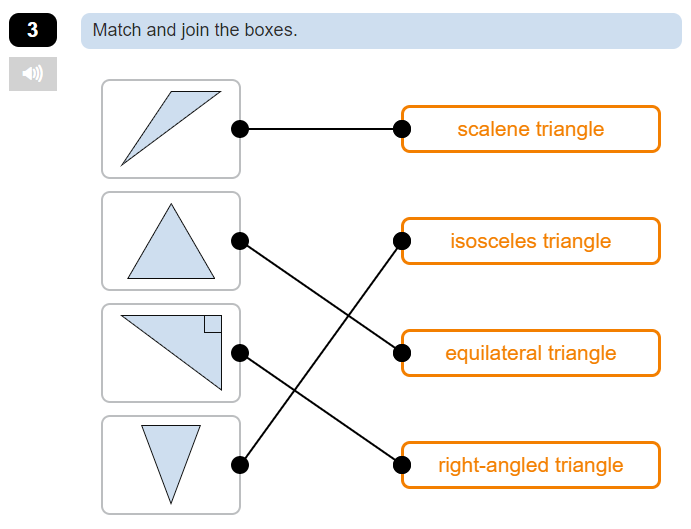 3
Match and join the boxes.
scalene triangle
isosceles triangle
equilateral triangle
right-angled triangle